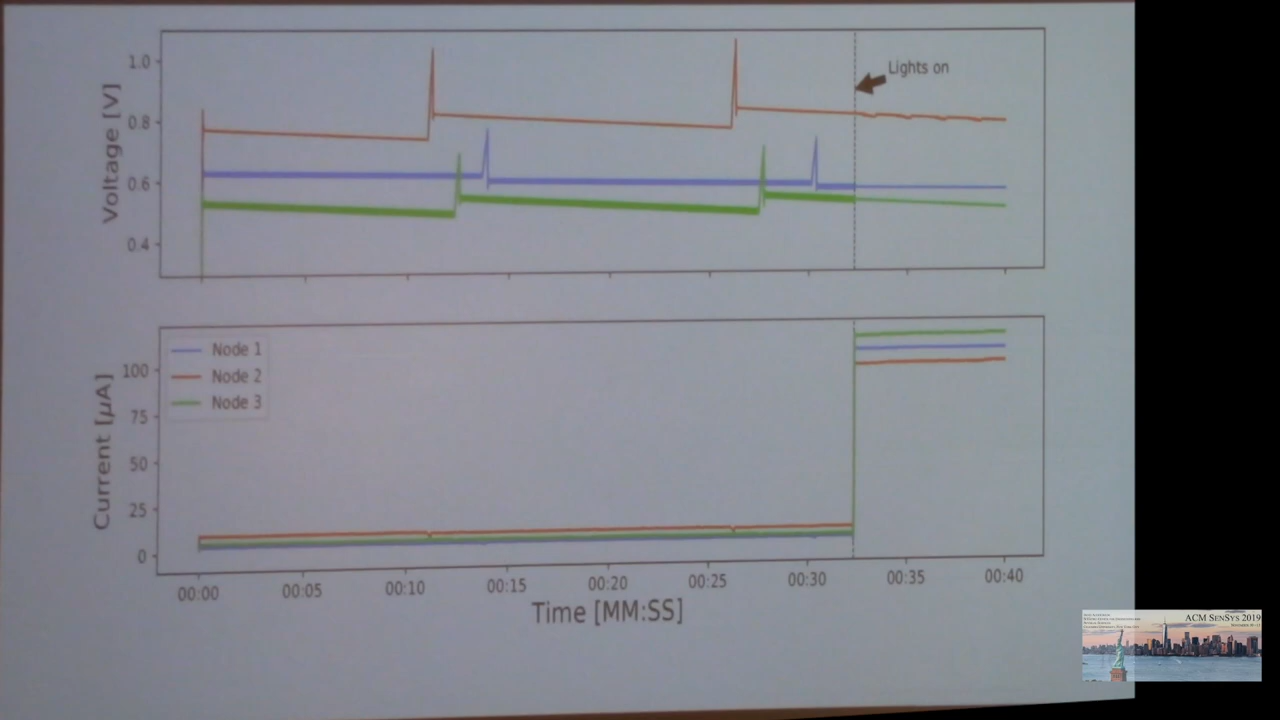 Lights on
Voltage [V]
1.0
0.8
0.6
0.4
Node 1
Node 2
Node 3
Current [µA]
100
75
50
25
0
00:00 00:05 00:10 00:15 00:20 00:25 00:30 00:35 00:40
Time [MM:SS]
ACM SenSys 2019